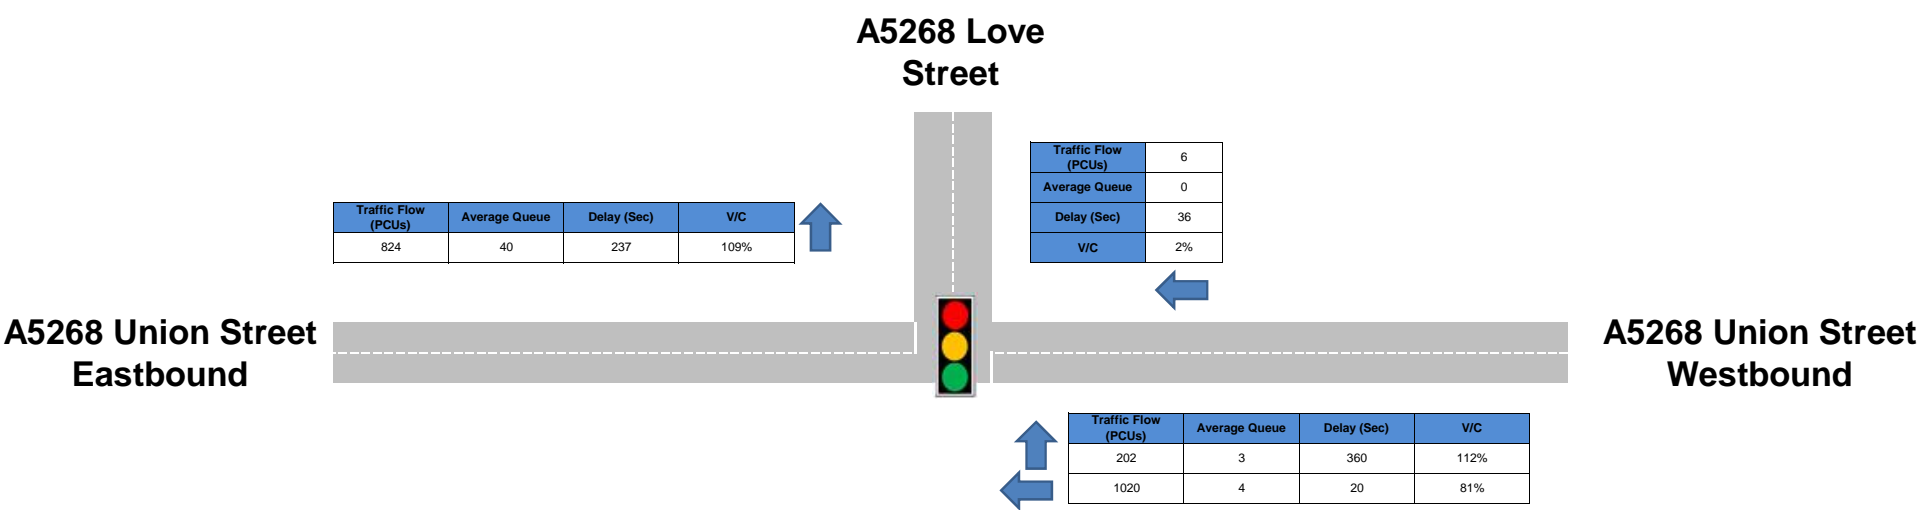 A5268 Love
Street
Traffic Flow
(PCUs) 6
Average Queue 0
Delay (Sec) 36
V/C 2%
Traffic Flow
(PCUs) Average Queue Delay (Sec) V/C
824 40 237 109%
A5268 Union Street
Eastbound
A5268 Union Street
Westbound
Traffic Flow
(PCUs) Average Queue Delay (Sec) V/C
202 3 360 112%
1020 4 20 81%